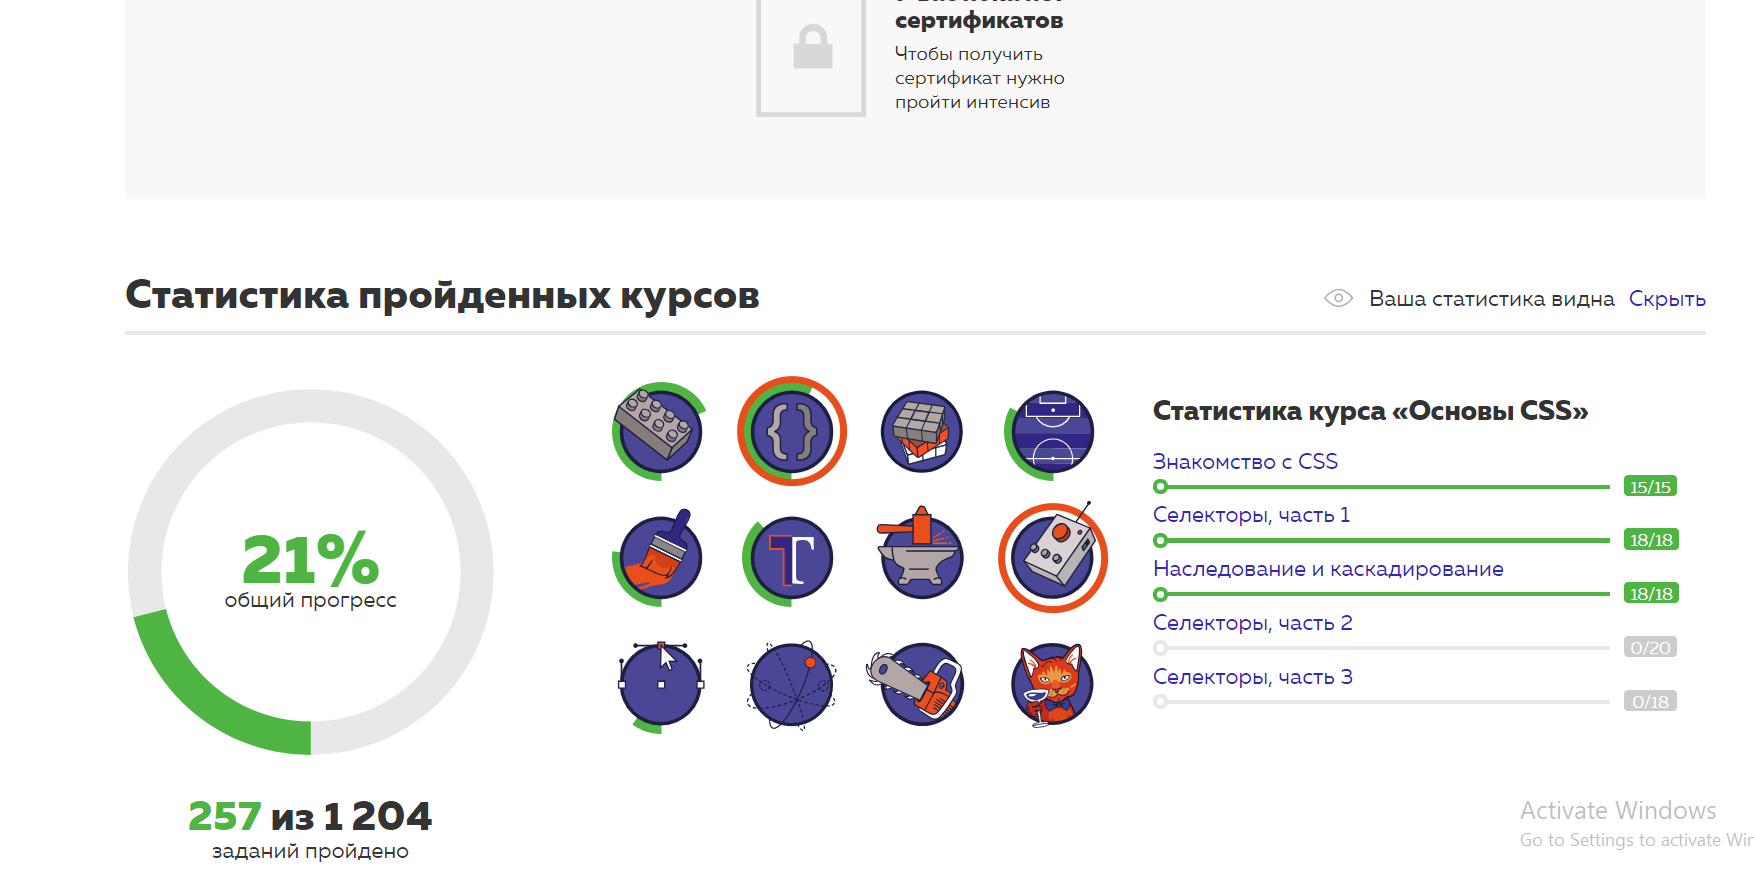 сертификатов
Чтобы получить
сертификат нужно
пройти интенсив
Статистика пройденных курсов
Ваша статистика видна Скрыть
21%
общий прогресс
257 из 1 204
заданий пройдено
T
Статистика курса «Основы CSS»
Знакомство с CSS
15/15
Селекторы, часть 1
18/18
Наследование и каскадирование
18/18
Селекторы, часть 2
0/20
Селекторы, часть 3
0/18
Activate Windows
Go to Settings to activate Wir